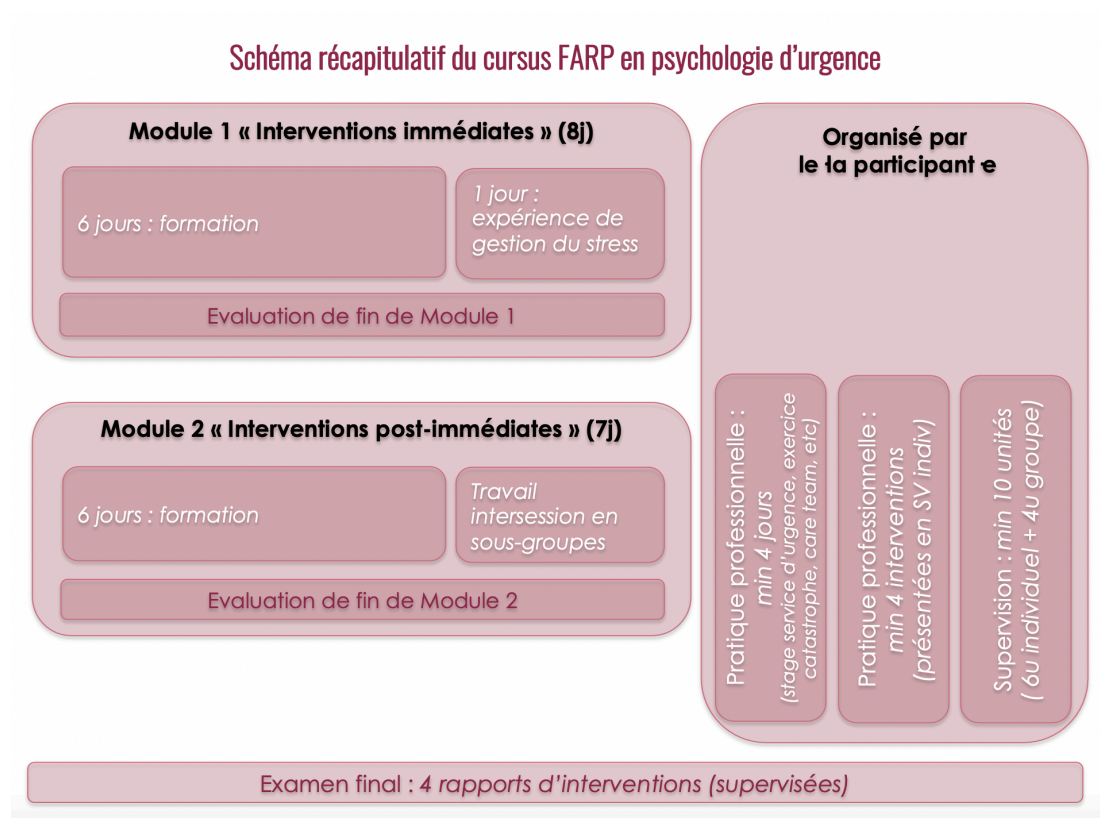 Schéma récapitulatif du cursus FARP en psychologie d’urgence
Module 1 « Interventions immédiates » (8j)
6 jours : formation
1 jour :
expérience de
gestion du stress
Evaluation de fin de Module 1
Module 2 « Interventions post-immédiates » (7j)
6 jours : formation
Travail
intersession en
sous-groupes
Evaluation de fin de Module 2
Organisé par
le·la participant·e
Pratique professionnelle :
min 4 jours
(stage service d’urgence, exercice
catastrophe, care team, etc)
Pratique professionnelle :
min 4 interventions
(présentées en SV indiv)
Supervision : min 10 unités
( 6u individuel + 4u groupe)
Examen final : 4 rapports d’interventions (supervisées)